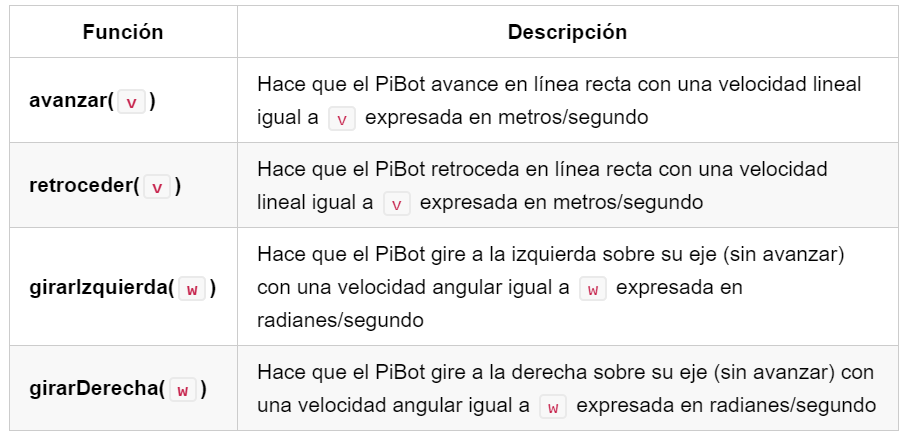 Función Descripción
Hace que el PiBot avance en línea recta con una velocidad lineal
avanzar( v )
igual a v expresada en metros/segundo
Hace que el PiBot retroceda en línea recta con una velocidad
retroceder( v )
lineal igual a v expresada en metros/segundo
Hace que el PiBot gire a la izquierda sobre su eje (sin avanzar)
girarIzquierda( w ) con una velocidad angular igual a w expresada en
radianes/segundo
Hace que el PiBot gire a la derecha sobre su eje (sin avanzar) con
girarDerecha( w )
una velocidad angular igual a w expresada en radianes/segundo